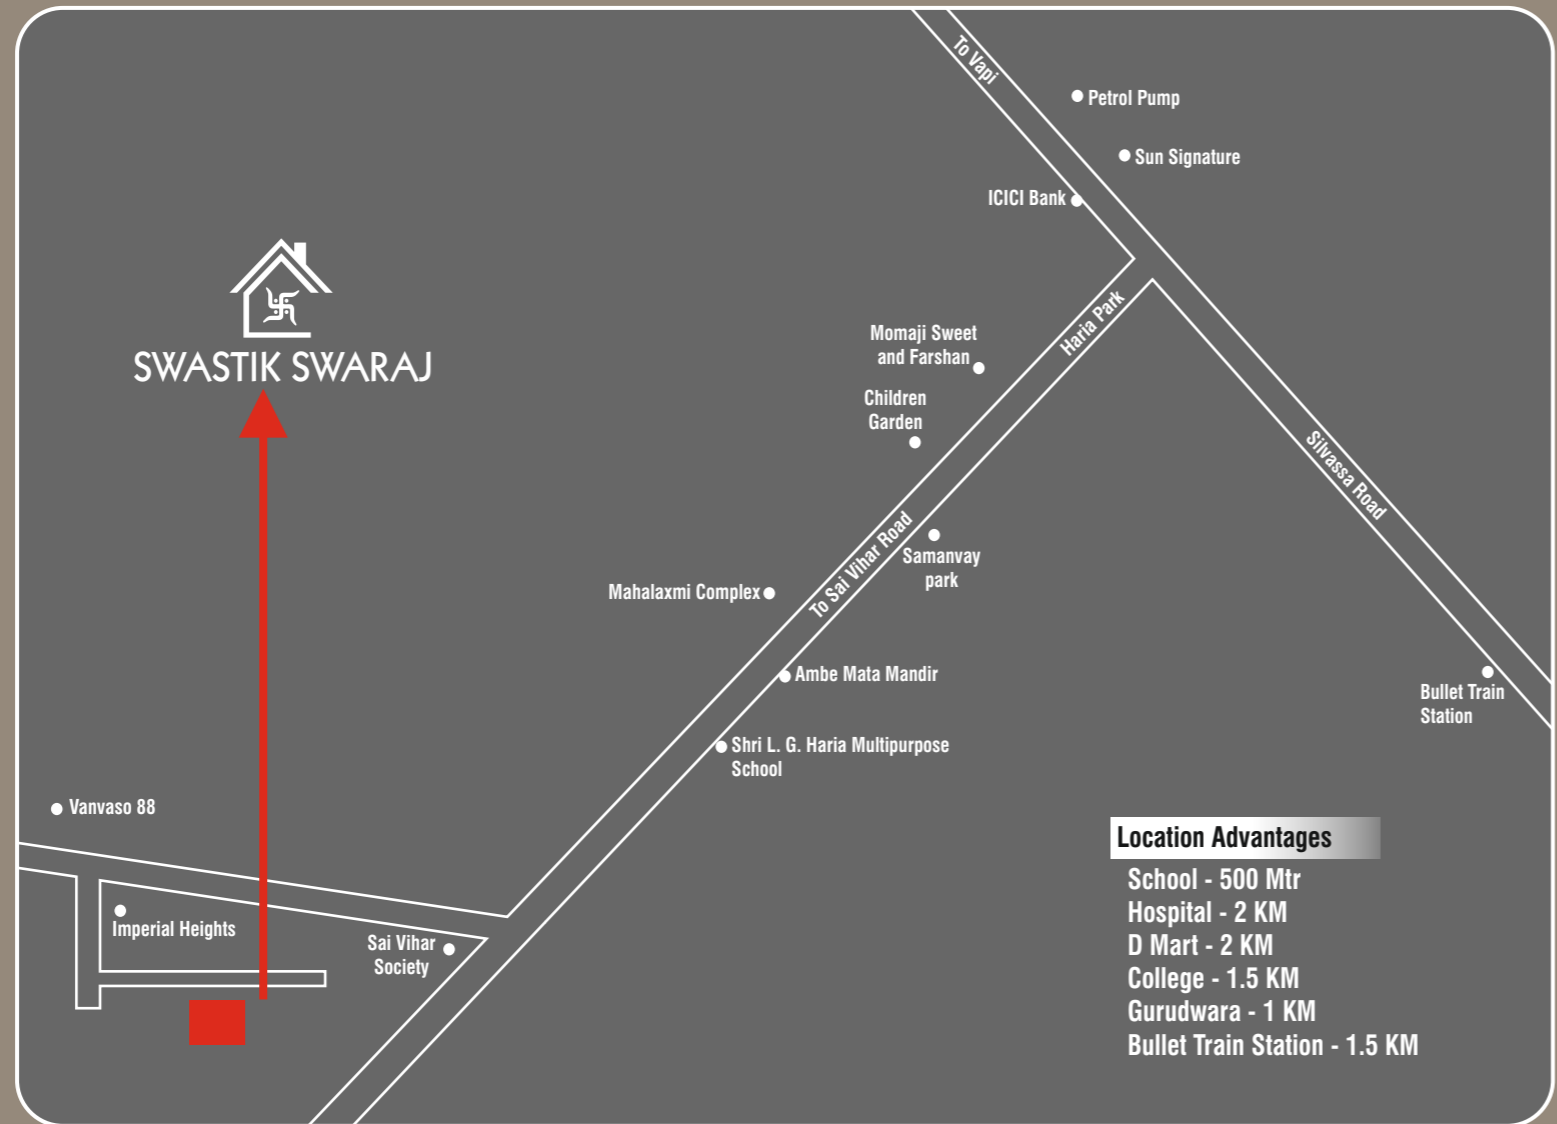 To Vapi
Petrol Pump
Sun Signature
ICICI Bank
Haria Park
Momaji Sweet
and Farshan
Children
Garden
SWASTIK SWARAJ
Silvassa Road
To Sai Vihar Road
Samanvay
park
Mahalaxmi Complex
Ambe Mata Mandir
Bullet Train
Station
Shri L. G. Haria Multipurpose
School
Vanvaso 88
Imperial Heights
Sai Vihar
Society
Location Advantages
School - 500 Mtr
Hospital - 2 KM
D Mart - 2 KM
College - 1.5 KM
Gurudwara - 1 KM
Bullet Train Station - 1.5 KM